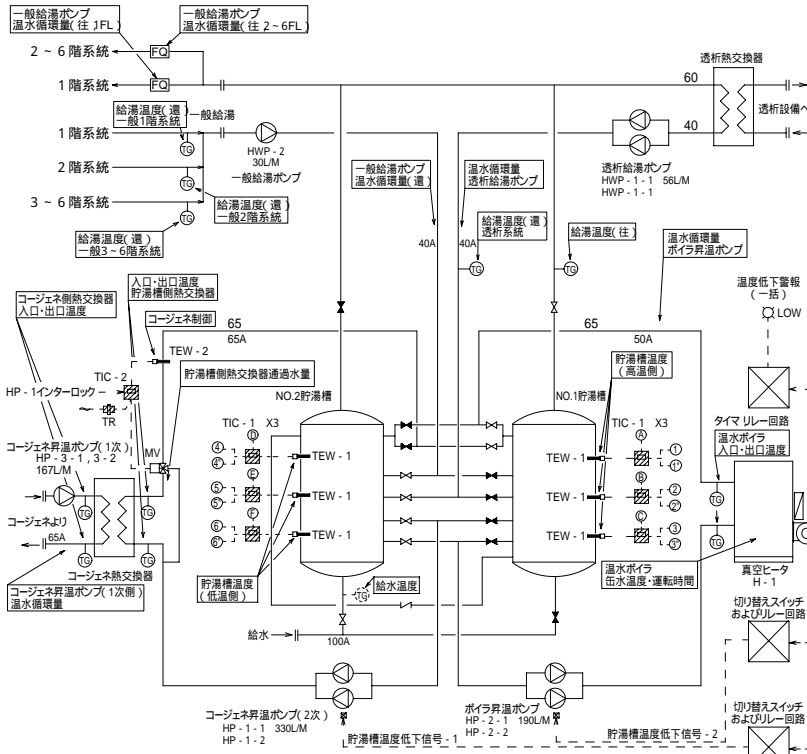 一般給湯ポンプ
温水循環量(往 1FL)
一般給湯ポンプ
温水循環量(往 2~6FL)
2 ~ 6 階系統
FQ
1 階系統
FQ
給湯温度(還)
一般1階系統
一般給湯
1 階系統
TG
HWP - 2
30L/M
一般給湯ポンプ
2 階系統
TG
3 ~ 6 階系統
TG
給湯温度(還)
一般2階系統
給湯温度(還)
一般3~6階系統
一般給湯ポンプ
温水循環量(還)
温水循環量
透析給湯ポンプ
40A
40A
給湯温度(還)
透析系統
TG
給湯温度(往)
TG
透析熱交換器
60
40
透析設備へ
透析給湯ポンプ
HWP - 1 - 1 56L/M
HWP - 1 - 1
温水循環量
ボイラ昇温ポンプ
温度低下警報
(一括)
LOW
タイマリレー回路
コージェネ側熱交換器
入口・出口温度
入口・出口温度
貯湯槽側熱交換器
コージェネ制御
TEW - 2
TIC - 2
HP - 1インターロック
TR
貯湯槽側熱交換器通過水量
MV
コージェネ昇温ポンプ(1次)
HP - 3 - 1 , 3 - 2
167L/M
TG
TG
コージェネより
65A
TG
TG
コージェネ熱交換器
コージェネ昇温ポンプ(1次側)
温水循環量
65
65A
65
50A
NO.2貯湯槽
TIC - 1 X3
D
4
4'
TEW - 1
E
5
5'
TEW - 1
F
6
6'
TEW - 1
貯湯槽温度
(低温側)
TG
給水温度
給水
100A
貯湯槽温度
(高温側)
NO.1貯湯槽
TIC - 1 X3
A
TEW - 1
1
1'
B
TEW - 1
2
2'
C
TEW - 1
3
3'
温水ボイラ
入口・出口温度
TG
TG
温水ボイラ
缶水温度・運転時間
真空ヒータ
H - 1
切り替えスイッチ
およびリレー回路
切り替えスイッチ
およびリレー回路
コージェネ昇温ポンプ(2次)
HP - 1 - 1 330L/M
HP - 1 - 2
貯湯槽温度低下信号 - 1
ボイラ昇温ポンプ
HP - 2 - 1 190L/M
HP - 2 - 2
貯湯槽温度低下信号 - 2